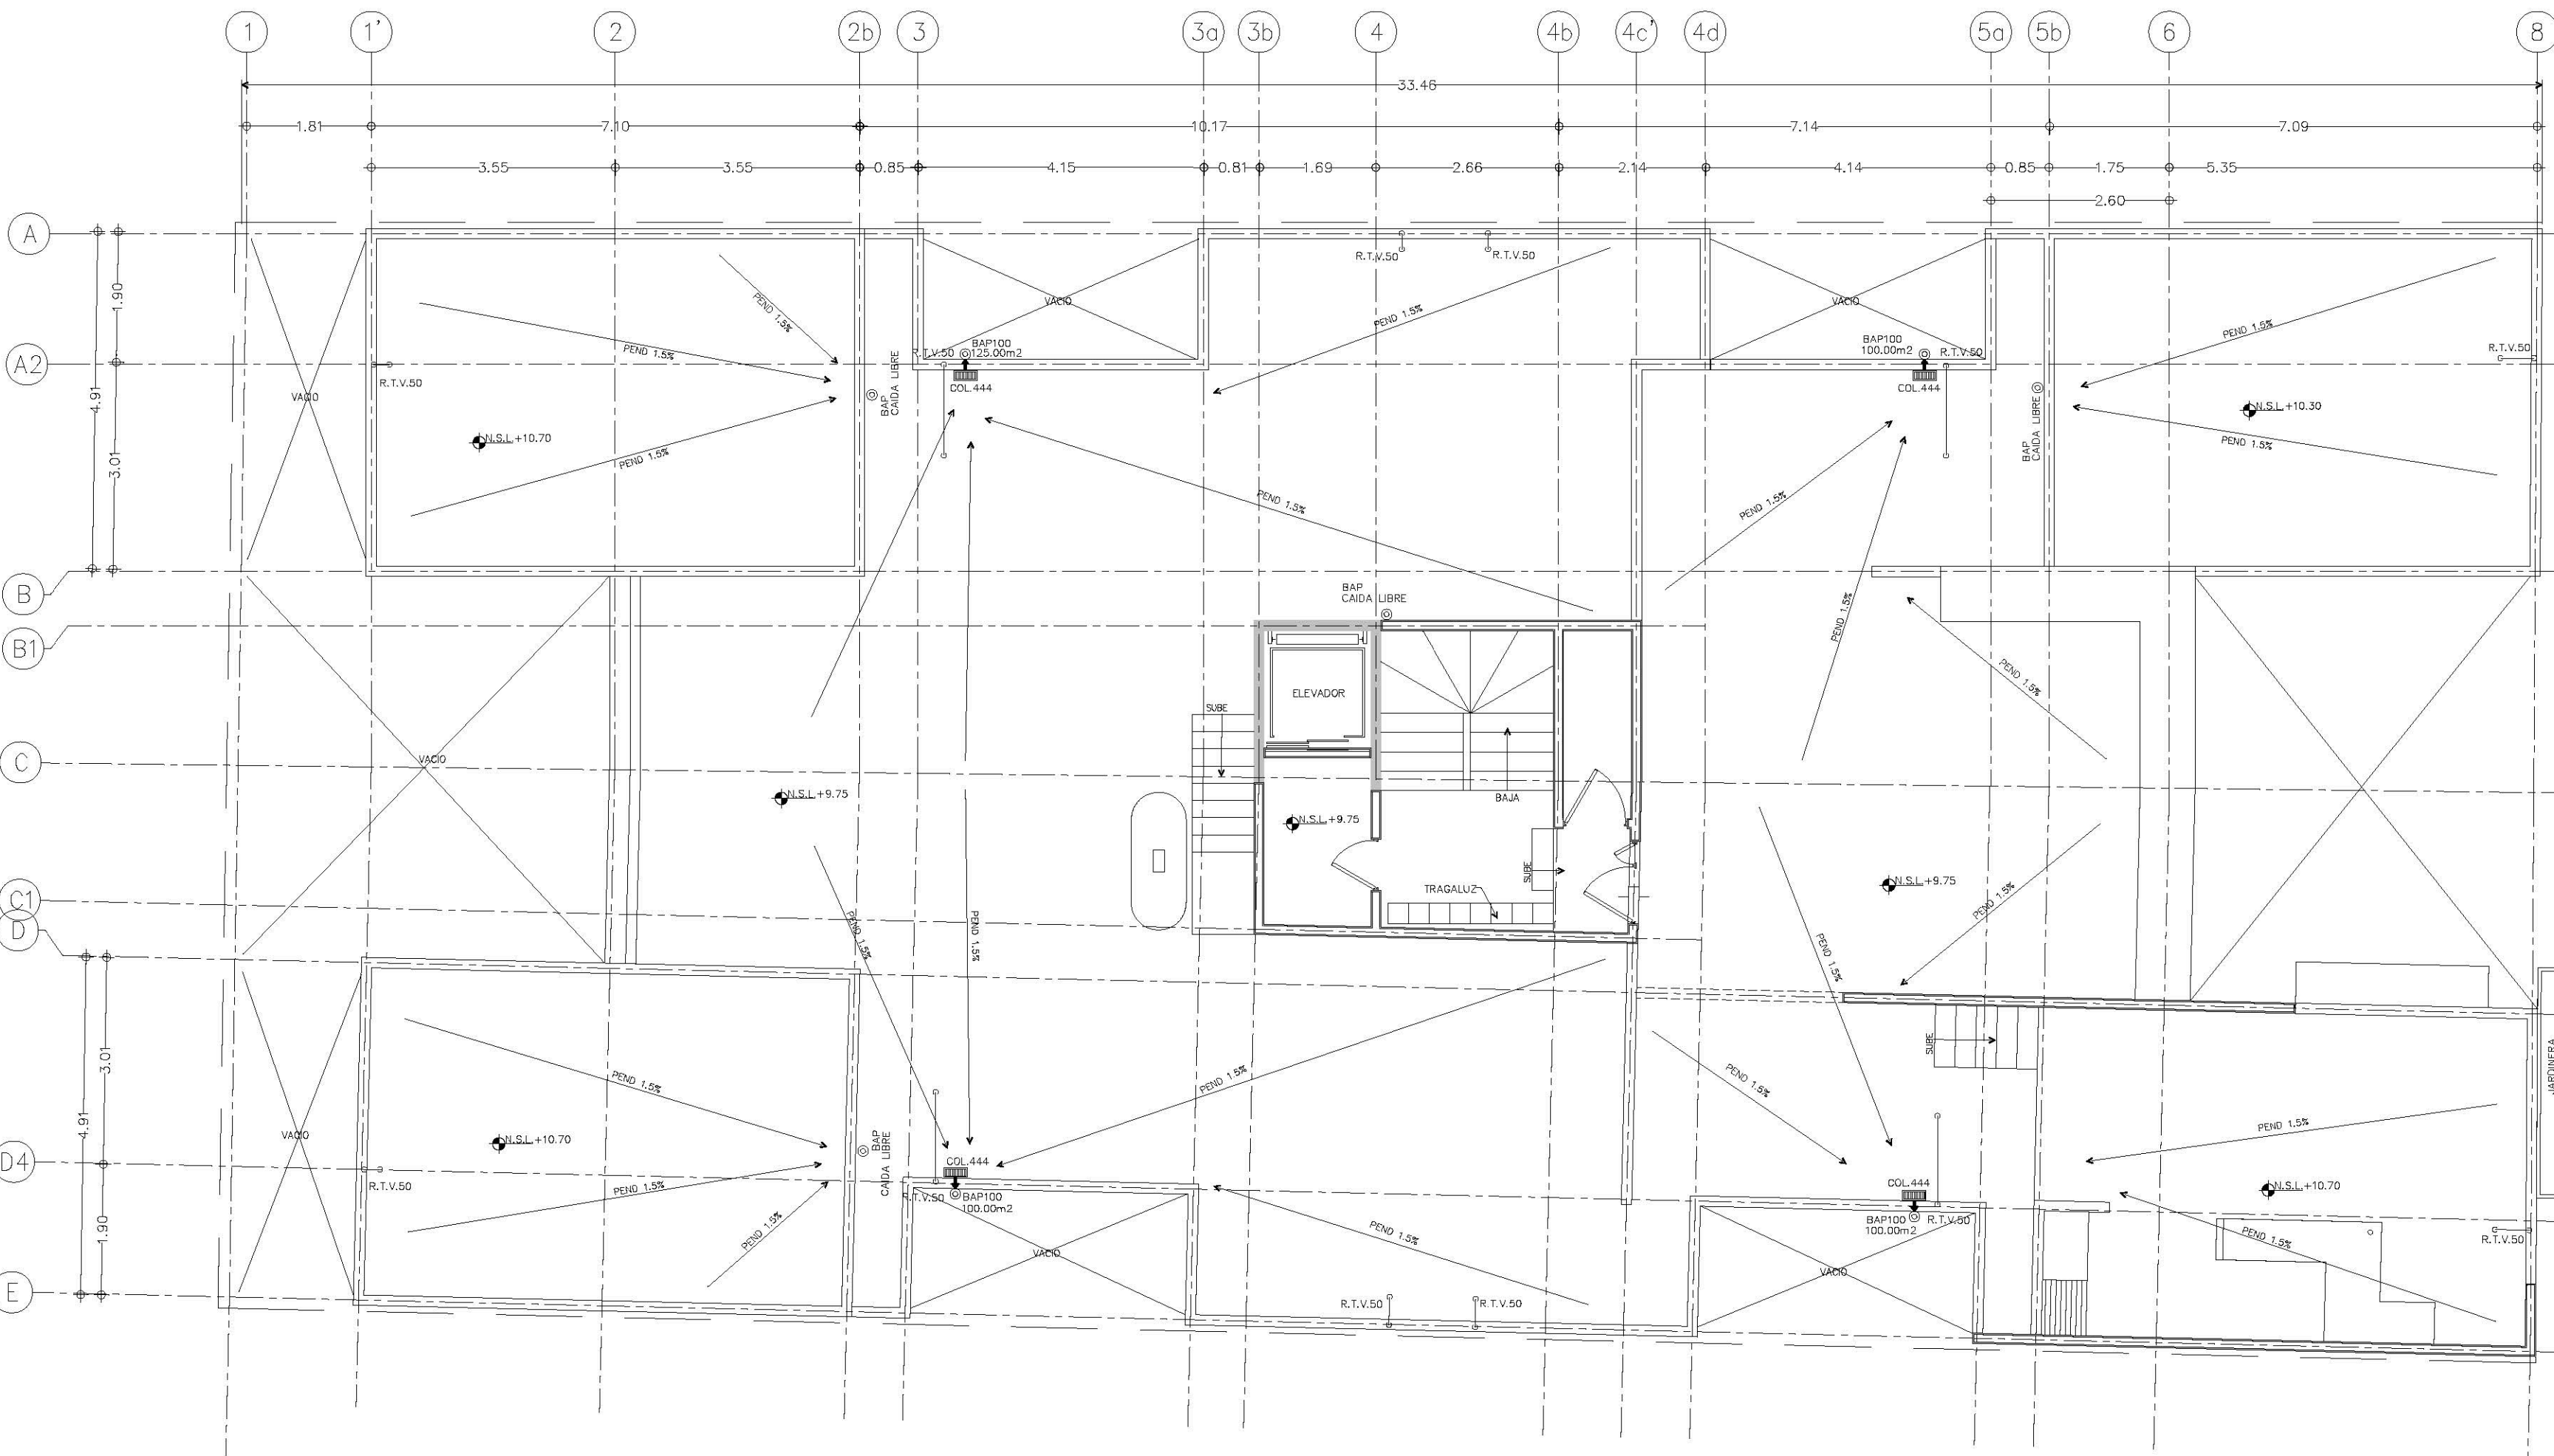 1 1' 2 2b 3 3a 3b 4 4b 4c' 4d 5a 5b 6 8
33.46
1.81 7.10 10.17 7.14 7.09
3.55 3.55 0.85 4.15 0.81 1.69 2.66 2.14 4.14 0.85 1.75 5.35
2.60
A
R.T.V.50 R.T.V.50
1.90
PEND 1.5%
VACIO
VACIO
PEND 1.5%
PEND 1.5%
PEND 1.5%
BAP100
R.T.V.50 125.00m2
COL.444
BAP100
100.00m2 R.T.V.50
COL.444
R.T.V.50
A2
R.T.V.50
BAP
CAIDA LIBRE
4.91
VACIO
N.S.L.+10.70
PEND 1.5%
3.01
N.S.L.+10.30
BAP
CAIDA LIBRE
PEND 1.5%
PEND 1.5%
PEND 1.5%
B
BAP
CAIDA LIBRE
PEND 1.5%
B1
PEND 1.5%
ELEVADOR
SUBE
C
VACIO
N.S.L.+9.75
BAJA
N.S.L.+9.75
SUBE
TRAGALUZ
N.S.L.+9.75
PEND 1.5%
C1
D
PEND 1.5%
PEND 1.5%
PEND 1.5%
SUBE
3.01
PEND 1.5%
PEND 1.5%
PEND 1.5%
JARDINERA
4.91
VACIO
N.S.L.+10.70
BAP
CAIDA LIBRE
PEND 1.5%
D4
COL.444
R.T.V.50 BAP100
100.00m2
R.T.V.50
PEND 1.5%
COL.444
BAP100 R.T.V.50
100.00m2
N.S.L.+10.70
1.90
PEND 1.5%
VACIO
PEND 1.5%
VACIO
PEND 1.5%
R.T.V.50
E
R.T.V.50 R.T.V.50